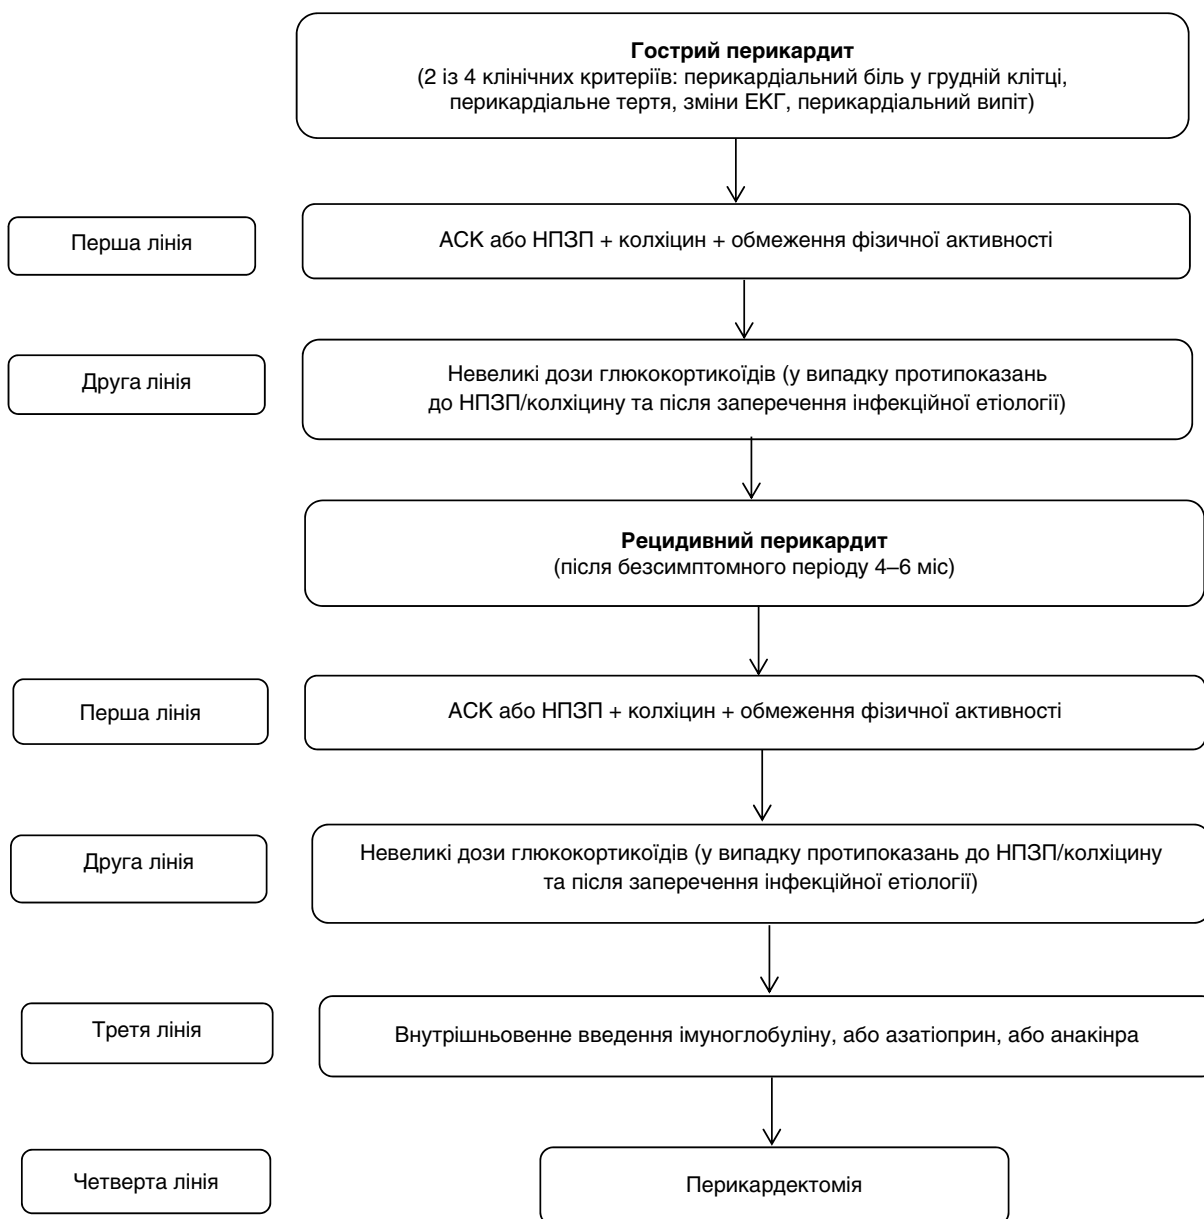 Гострий перикардит
(2 із 4 клінічних критеріїв: перикардіальний біль у грудній клітці,
перикардіальне тертя, зміни ЕКГ, перикардіальний випіт)
Перша лінія
АСК або НПЗП + колхіцин + обмеження фізичної активності
Друга лінія
Невеликі дози глюкокортикоїдів (у випадку протипоказань
до НПЗП/колхіцину та після заперечення інфекційної етіології)
Рецидивний перикардит
(після безсимптомного періоду 4–6 міс)
Перша лінія
АСК або НПЗП + колхіцин + обмеження фізичної активності
Друга лінія
Невеликі дози глюкокортикоїдів (у випадку протипоказань до НПЗП/колхіцину
та після заперечення інфекційної етіології)
Третя лінія
Внутрішньовенне введення імуноглобуліну, або азатіоприн, або анакінра
Четверта лінія
Перикардектомія